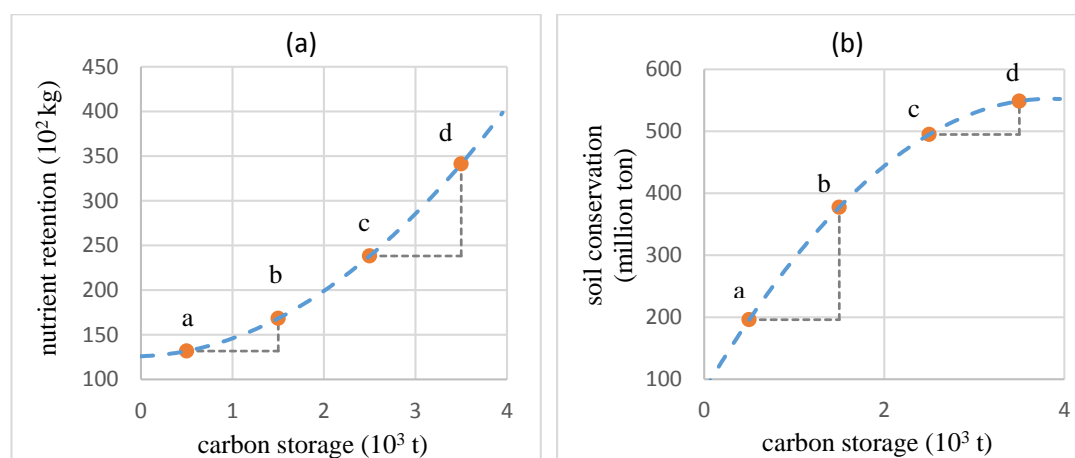 (a)
450
400
350
300
250
200
150
100
nutrient retention (10² kg)
a
b
c
d
0 1 2 3 4
carbon storage (10³ t)
(b)
600
500
400
300
200
100
soil conservation
(million ton)
a
b
c
d
0 2 4
carbon storage (10³ t)